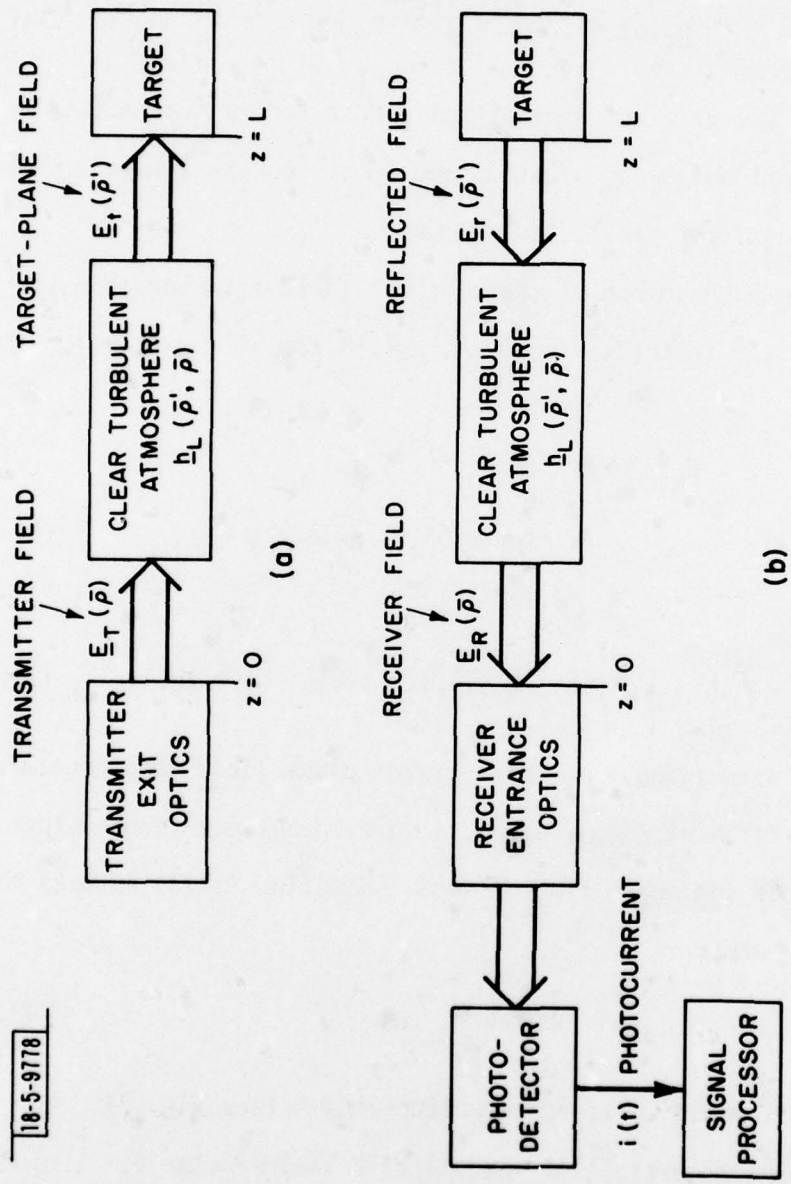 18-5-9778
TRANSMITTER FIELD
TARGET-PLANE FIELD
TRANSMITTER
EXIT
OPTICS
E_T (ρ̄)
CLEAR TURBULENT
ATMOSPHERE
h_L (ρ̄', ρ̄)
E_t (ρ̄')
TARGET
z = 0
z = L
(a)
RECEIVER FIELD
REFLECTED FIELD
PHOTO-
DETECTOR
RECEIVER
ENTRANCE
OPTICS
E_R (ρ̄)
CLEAR TURBULENT
ATMOSPHERE
h_L (ρ̄', ρ̄)
E_r (ρ̄')
TARGET
z = 0
z = L
i(t) PHOTOCURRENT
SIGNAL
PROCESSOR
(b)